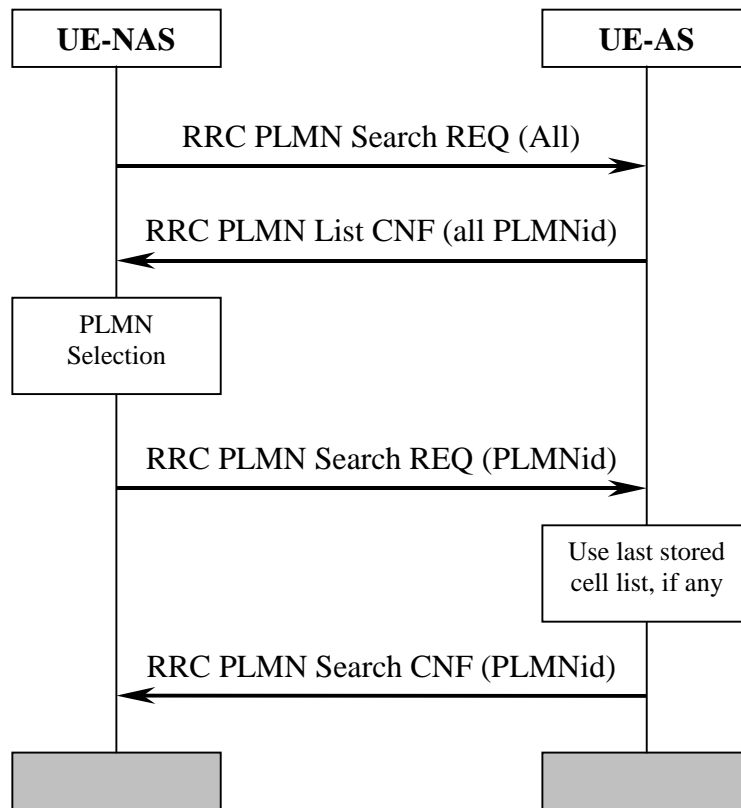 UE-NAS
UE-AS
RRC PLMN Search REQ (All)
RRC PLMN List CNF (all PLMNid)
PLMN
Selection
RRC PLMN Search REQ (PLMNid)
Use last stored
cell list, if any
RRC PLMN Search CNF (PLMNid)